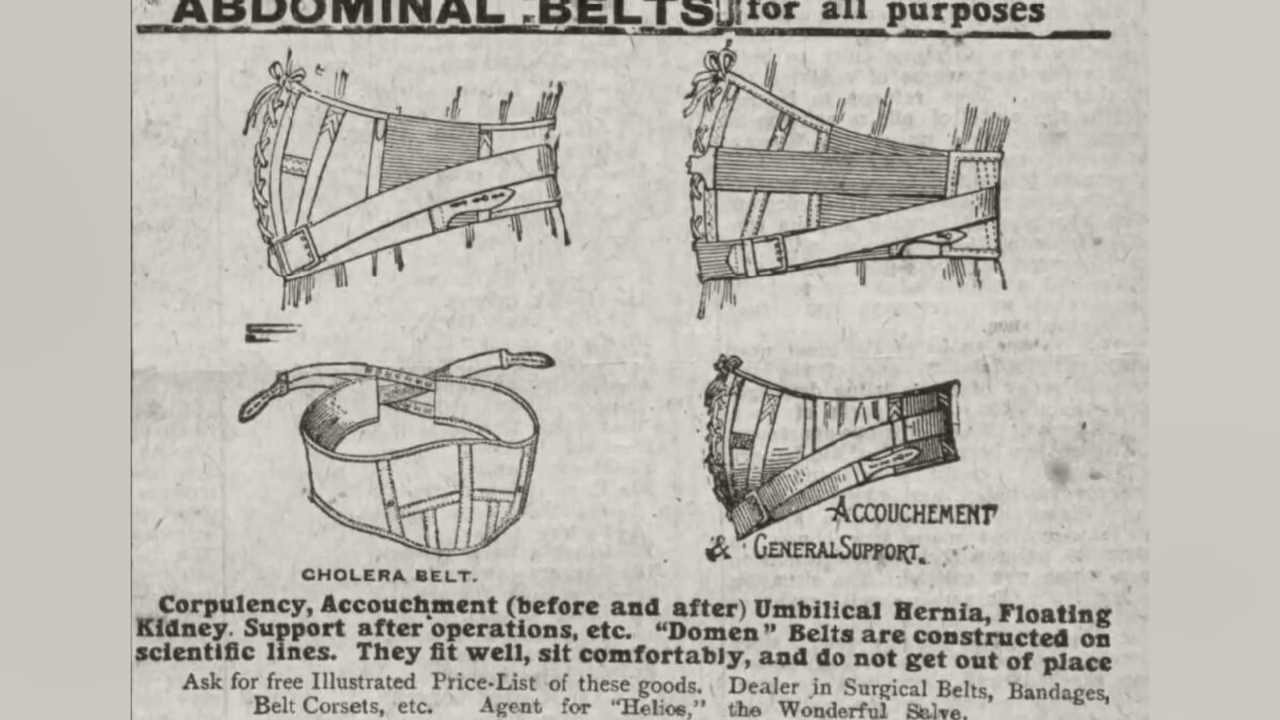 ABDOMINAL BELTS for all purposes
CHOLERA BELT.
ACCOUCHEMENT
& GENERAL SUPPORT.
Corpulency, Accouchment (before and after) Umbilical Hernia, Floating
Kidney. Support after operations, etc. "Domen" Belts are constructed on
scientific lines. They fit well, sit comfortably, and do not get out of place
Ask for free Illustrated Price-List of these goods. Dealer in Surgical Belts, Bandages,
Belt Corsets, etc. Agent for "Helios," the Wonderful Salve.